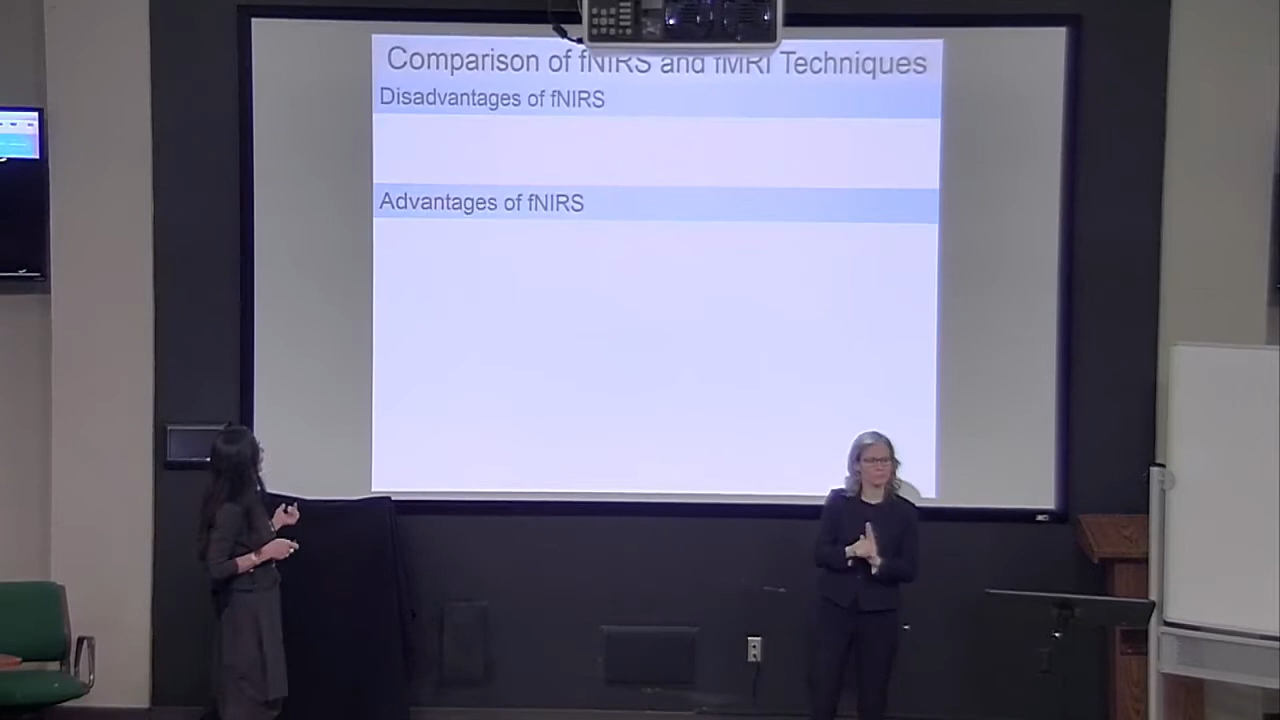 Comparison of fNIRS and fMRI Techniques
Disadvantages of fNIRS
Advantages of fNIRS